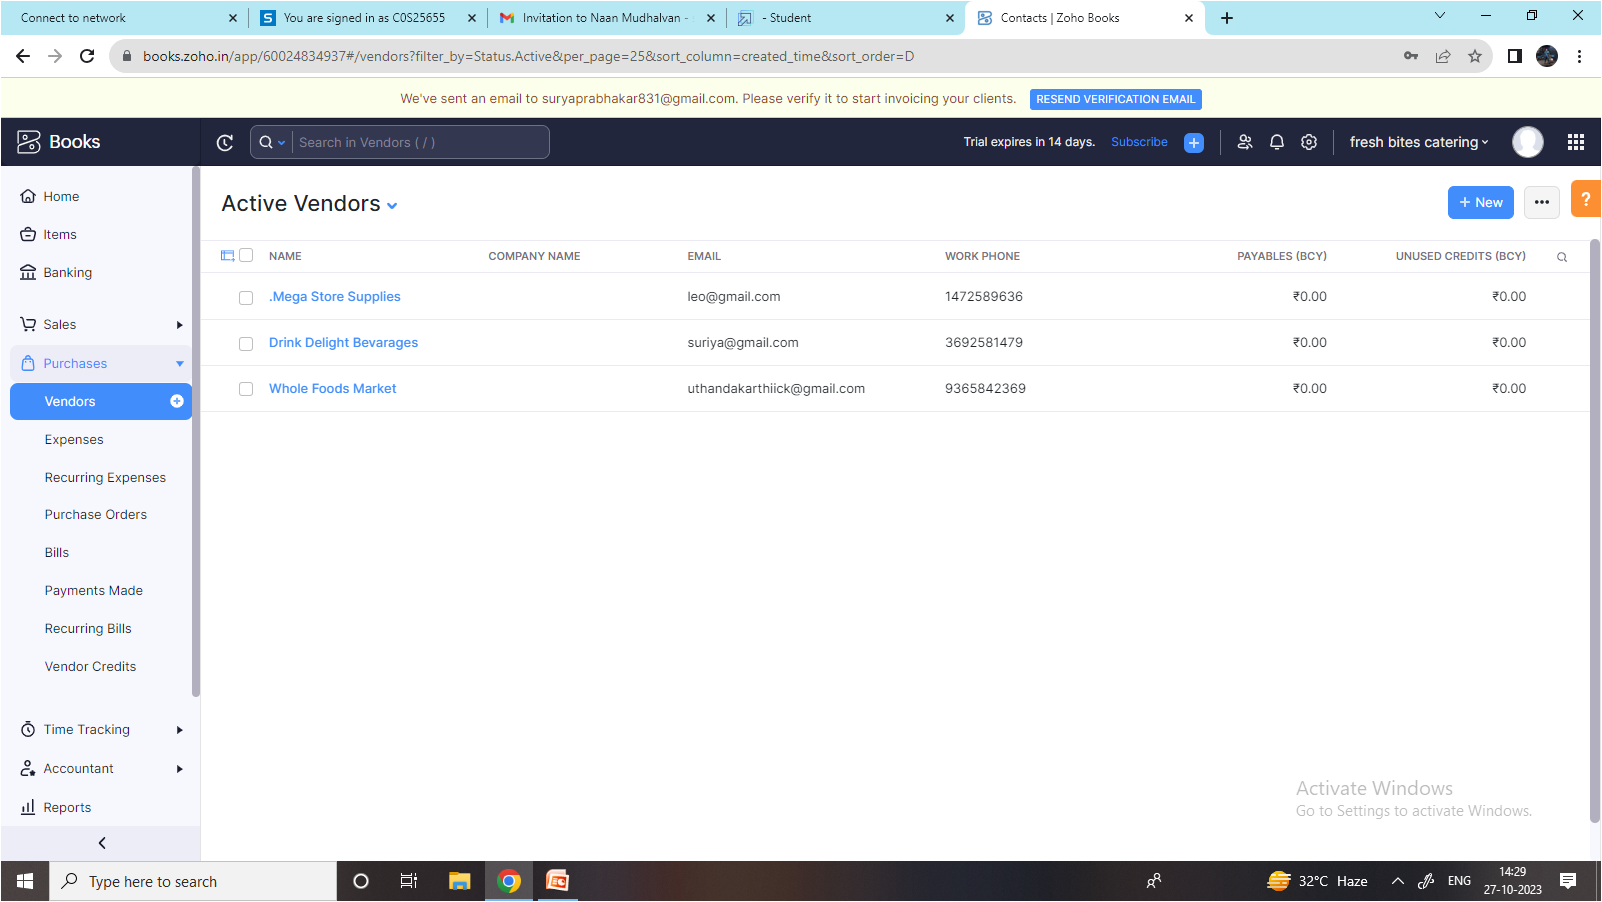 Connect to network
S You are signed in as C0S25655
Invitation to Naan Mudhalvan -
- Student
Contacts | Zoho Books
books.zoho.in/app/60024834937#/vendors?filter_by=Status.Active&per_page=25&sort_column=created_time&sort_order=D
We've sent an email to suryaprabhakar831@gmail.com. Please verify it to start invoicing your clients. RESEND VERIFICATION EMAIL
Books
Search in Vendors ( / )
Trial expires in 14 days. Subscribe
fresh bites catering
Home
Items
Banking
Sales
Purchases
Vendors
Expenses
Recurring Expenses
Purchase Orders
Bills
Payments Made
Recurring Bills
Vendor Credits
Time Tracking
Accountant
Reports
Active Vendors
+ New
?
NAME COMPANY NAME EMAIL WORK PHONE PAYABLES (BCY) UNUSED CREDITS (BCY)
.Mega Store Supplies leo@gmail.com 1472589636 ₹0.00 ₹0.00
Drink Delight Bevarages suriya@gmail.com 3692581479 ₹0.00 ₹0.00
Whole Foods Market uthandakarthiick@gmail.com 9365842369 ₹0.00 ₹0.00
Activate Windows
Go to Settings to activate Windows.
Type here to search
32°C Haze
ENG
14:29
27-10-2023